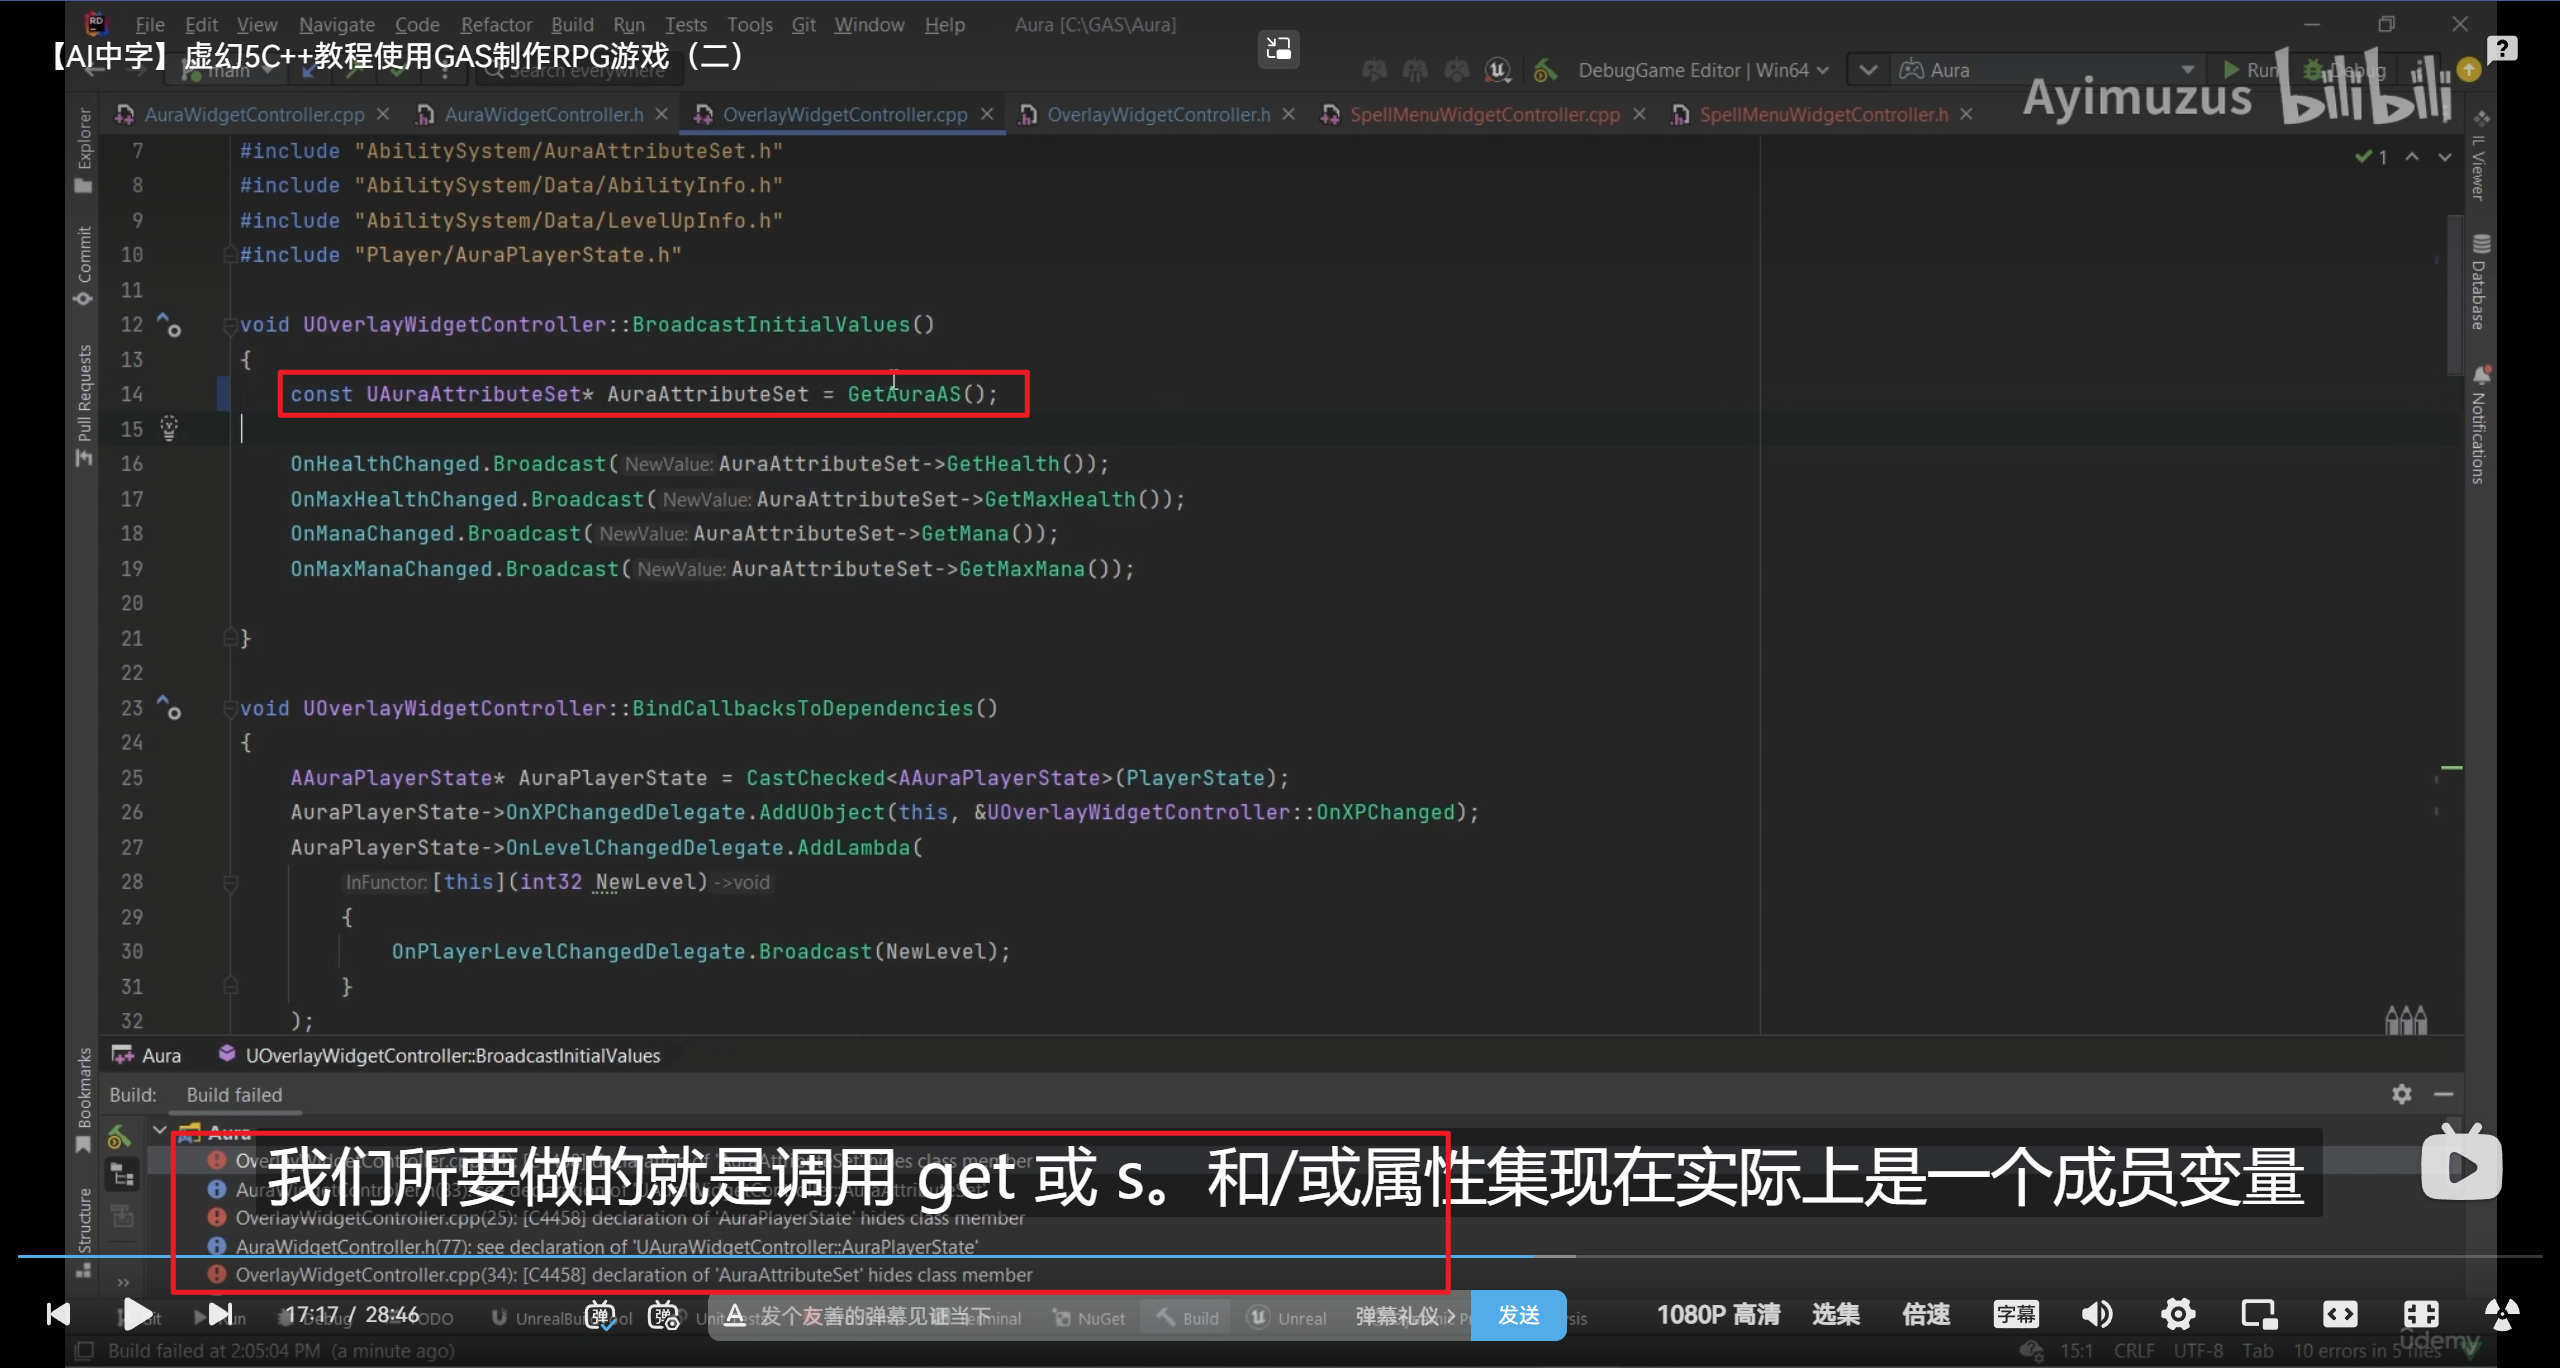 File Edit View Navigate Code Refactor Build Run Tests Tools Git Window Help Aura [C:\GAS\Aura]
【AI中字】虚幻5C++教程使用GAS制作RPG游戏（二）
main Search everywhere DebugGame Editor | Win64 Aura Run Debug
Ayimuzus bilibili
AuraWidgetController.cpp AuraWidgetController.h OverlayWidgetController.cpp OverlayWidgetController.h SpellMenuWidgetController.cpp SpellMenuWidgetController.h
Explorer
Commit
Pull Requests
Bookmarks
Structure
IL Viewer
Database
Notifications
1
7 #include "AbilitySystem/AuraAttributeSet.h"
8 #include "AbilitySystem/Data/AbilityInfo.h"
9 #include "AbilitySystem/Data/LevelUpInfo.h"
10 #include "Player/AuraPlayerState.h"
11
12 void UOverlayWidgetController::BroadcastInitialValues()
13 {
14 const UAuraAttributeSet* AuraAttributeSet = GetAuraAS();
15
16 OnHealthChanged.Broadcast( NewValue: AuraAttributeSet->GetHealth());
17 OnMaxHealthChanged.Broadcast( NewValue: AuraAttributeSet->GetMaxHealth());
18 OnManaChanged.Broadcast( NewValue: AuraAttributeSet->GetMana());
19 OnMaxManaChanged.Broadcast( NewValue: AuraAttributeSet->GetMaxMana());
20
21 }
22
23 void UOverlayWidgetController::BindCallbacksToDependencies()
24 {
25 AAuraPlayerState* AuraPlayerState = CastChecked<AAuraPlayerState>(PlayerState);
26 AuraPlayerState->OnXPChangedDelegate.AddUObject(this, &UOverlayWidgetController::OnXPChanged);
27 AuraPlayerState->OnLevelChangedDelegate.AddLambda(
28 InFunctor: [this](int32 NewLevel) ->void
29 {
30 OnPlayerLevelChangedDelegate.Broadcast(NewLevel);
31 }
32 );
Aura UOverlayWidgetController::BroadcastInitialValues
Build: Build failed
Aura
我们所要做的就是调用 get 或 s。和/或属性集现在实际上是一个成员变量
OverlayWidgetController.cpp(25): [C4458] declaration of 'AuraPlayerState' hides class member
AuraWidgetController.h(77): see declaration of 'UAuraWidgetController::AuraPlayerState'
OverlayWidgetController.cpp(34): [C4458] declaration of 'AuraAttributeSet' hides class member
17:17 / 28:46 弹 弹 发个友善的弹幕见证当下 弹幕礼仪 发送 1080P 高清 选集 倍速 字幕
Git Run Debug TODO Terminal NuGet Build Unreal
Build failed at 2:05:04 PM (a minute ago) 15:1 CRLF UTF-8 Tab 10 errors in 5 files
udemy